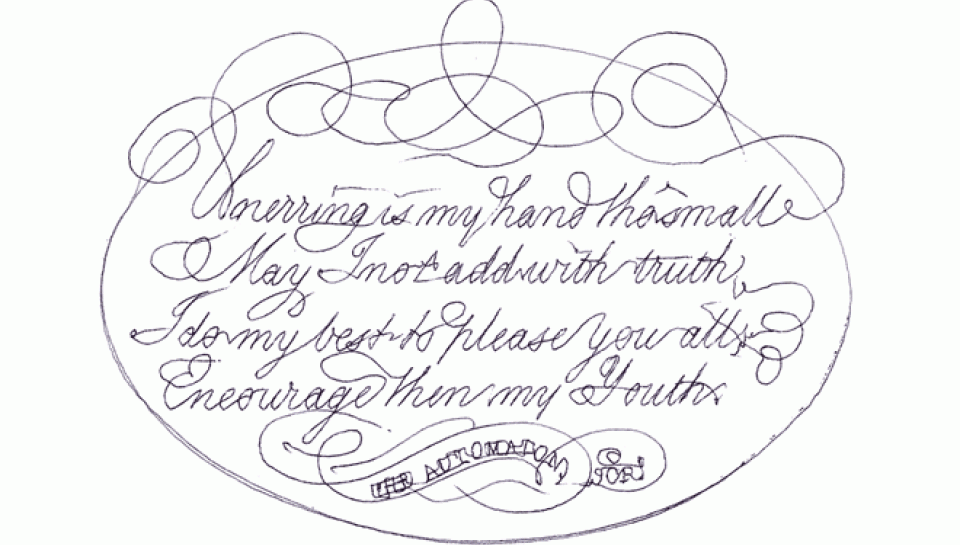 Unerring is my hand tho small
May I not add with truth
I do my best to please you all
Encourage then my Youth.
AUTOMATON